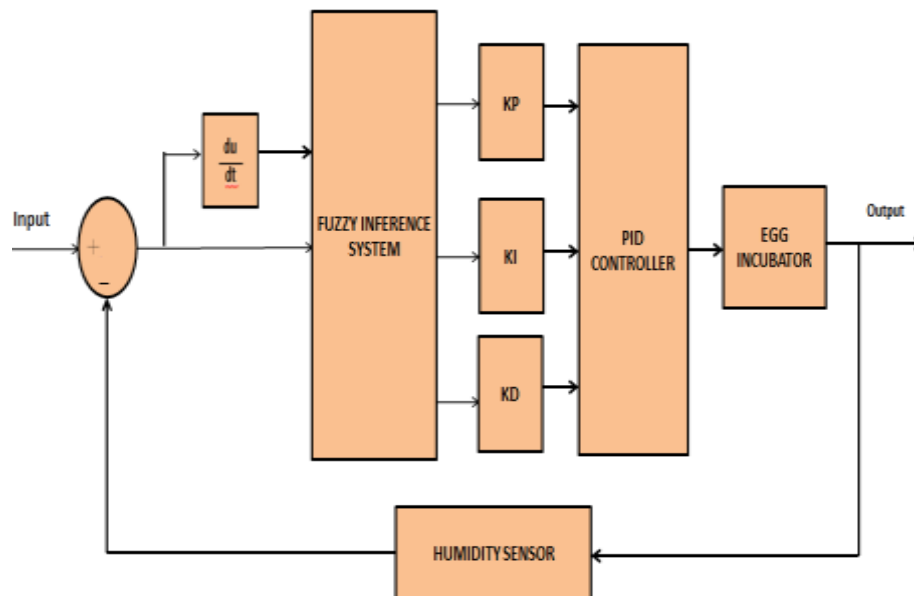 Input
+
−
du
dt
FUZZY INFERENCE
SYSTEM
KP
KI
KD
PID
CONTROLLER
EGG
INCUBATOR
Output
HUMIDITY SENSOR